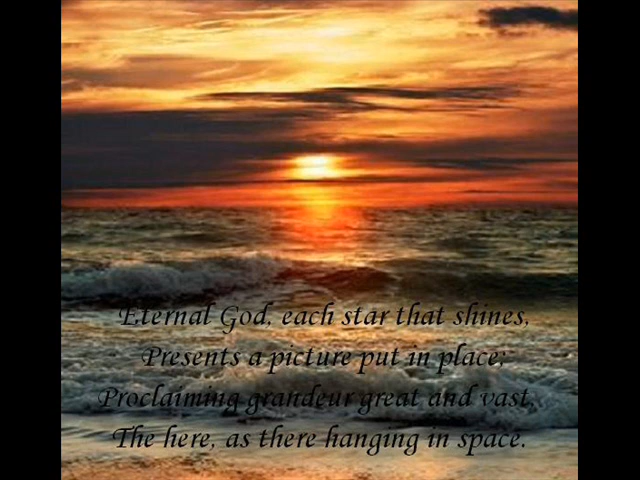 Eternal God, each star that shines,
Presents a picture put in place;
Proclaiming grandeur great and vast,
The here, as there hanging in space.